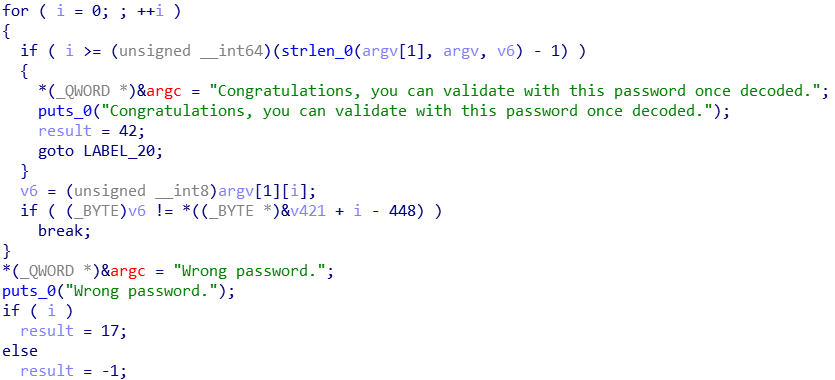 for ( i = 0; ; ++i )
{
  if ( i >= (unsigned __int64)(strlen_0(argv[1], argv, v6) - 1) )
  {
    *(_QWORD *)&argc = "Congratulations, you can validate with this password once decoded.";
    puts_0("Congratulations, you can validate with this password once decoded.");
    result = 42;
    goto LABEL_20;
  }
  v6 = (unsigned __int8)argv[1][i];
  if ( (_BYTE)v6 != *((_BYTE *)&v421 + i - 448) )
    break;
}
*(_QWORD *)&argc = "Wrong password.";
puts_0("Wrong password.");
if ( i )
  result = 17;
else
  result = -1;